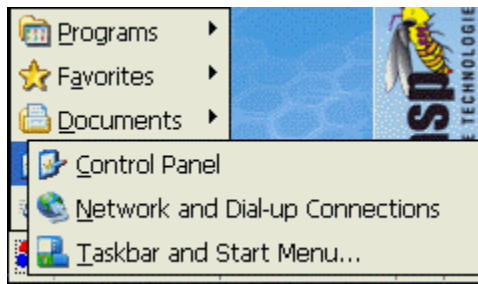 Programs
Favorites
Documents
Control Panel
Network and Dial-up Connections
Taskbar and Start Menu...